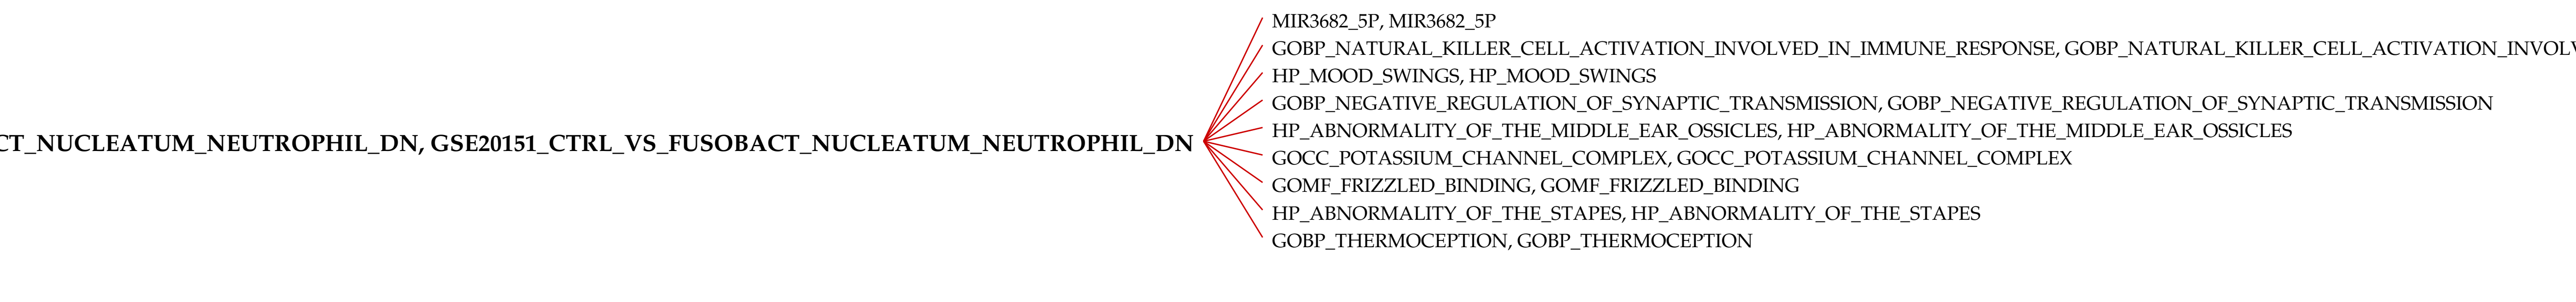 MIR3682_5P, MIR3682_5P
GOBP_NATURAL_KILLER_CELL_ACTIVATION_INVOLVED_IN_IMMUNE_RESPONSE, GOBP_NATURAL_KILLER_CELL_ACTIVATION_INVOLV
HP_MOOD_SWINGS, HP_MOOD_SWINGS
GOBP_NEGATIVE_REGULATION_OF_SYNAPTIC_TRANSMISSION, GOBP_NEGATIVE_REGULATION_OF_SYNAPTIC_TRANSMISSION
HP_ABNORMALITY_OF_THE_MIDDLE_EAR_OSSICLES, HP_ABNORMALITY_OF_THE_MIDDLE_EAR_OSSICLES
CT_NUCLEATUM_NEUTROPHIL_DN, GSE20151_CTRL_VS_FUSOBACT_NUCLEATUM_NEUTROPHIL_DN
GOCC_POTASSIUM_CHANNEL_COMPLEX, GOCC_POTASSIUM_CHANNEL_COMPLEX
GOMF_FRIZZLED_BINDING, GOMF_FRIZZLED_BINDING
HP_ABNORMALITY_OF_THE_STAPES, HP_ABNORMALITY_OF_THE_STAPES
GOBP_THERMOCEPTION, GOBP_THERMOCEPTION